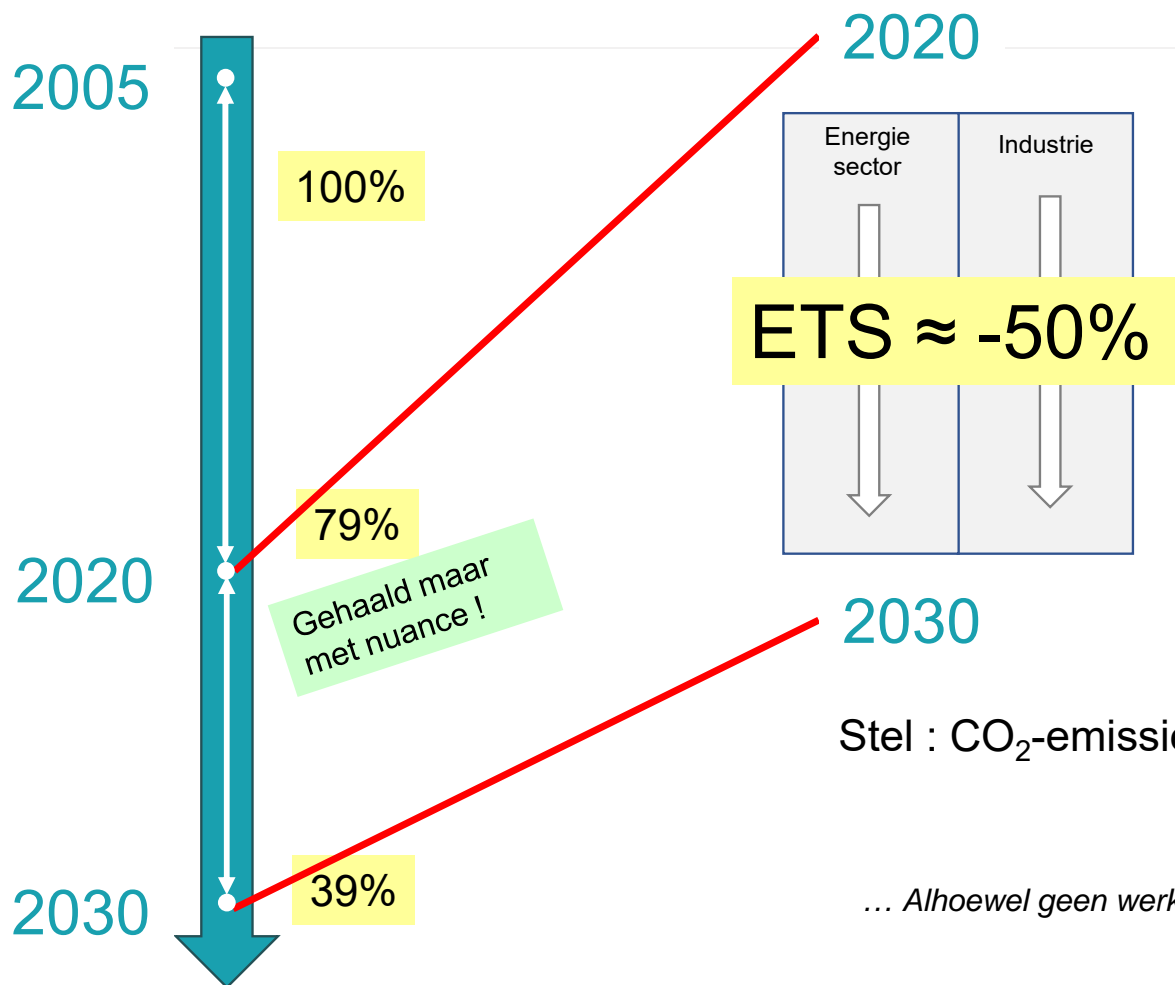 2005
100%
79%
2020
Gehaald maar
met nuance !
39%
2030
2020
Energie
sector
Industrie
ETS ≈ -50%
2030
Stel : CO₂-emissie
… Alhoewel geen werk